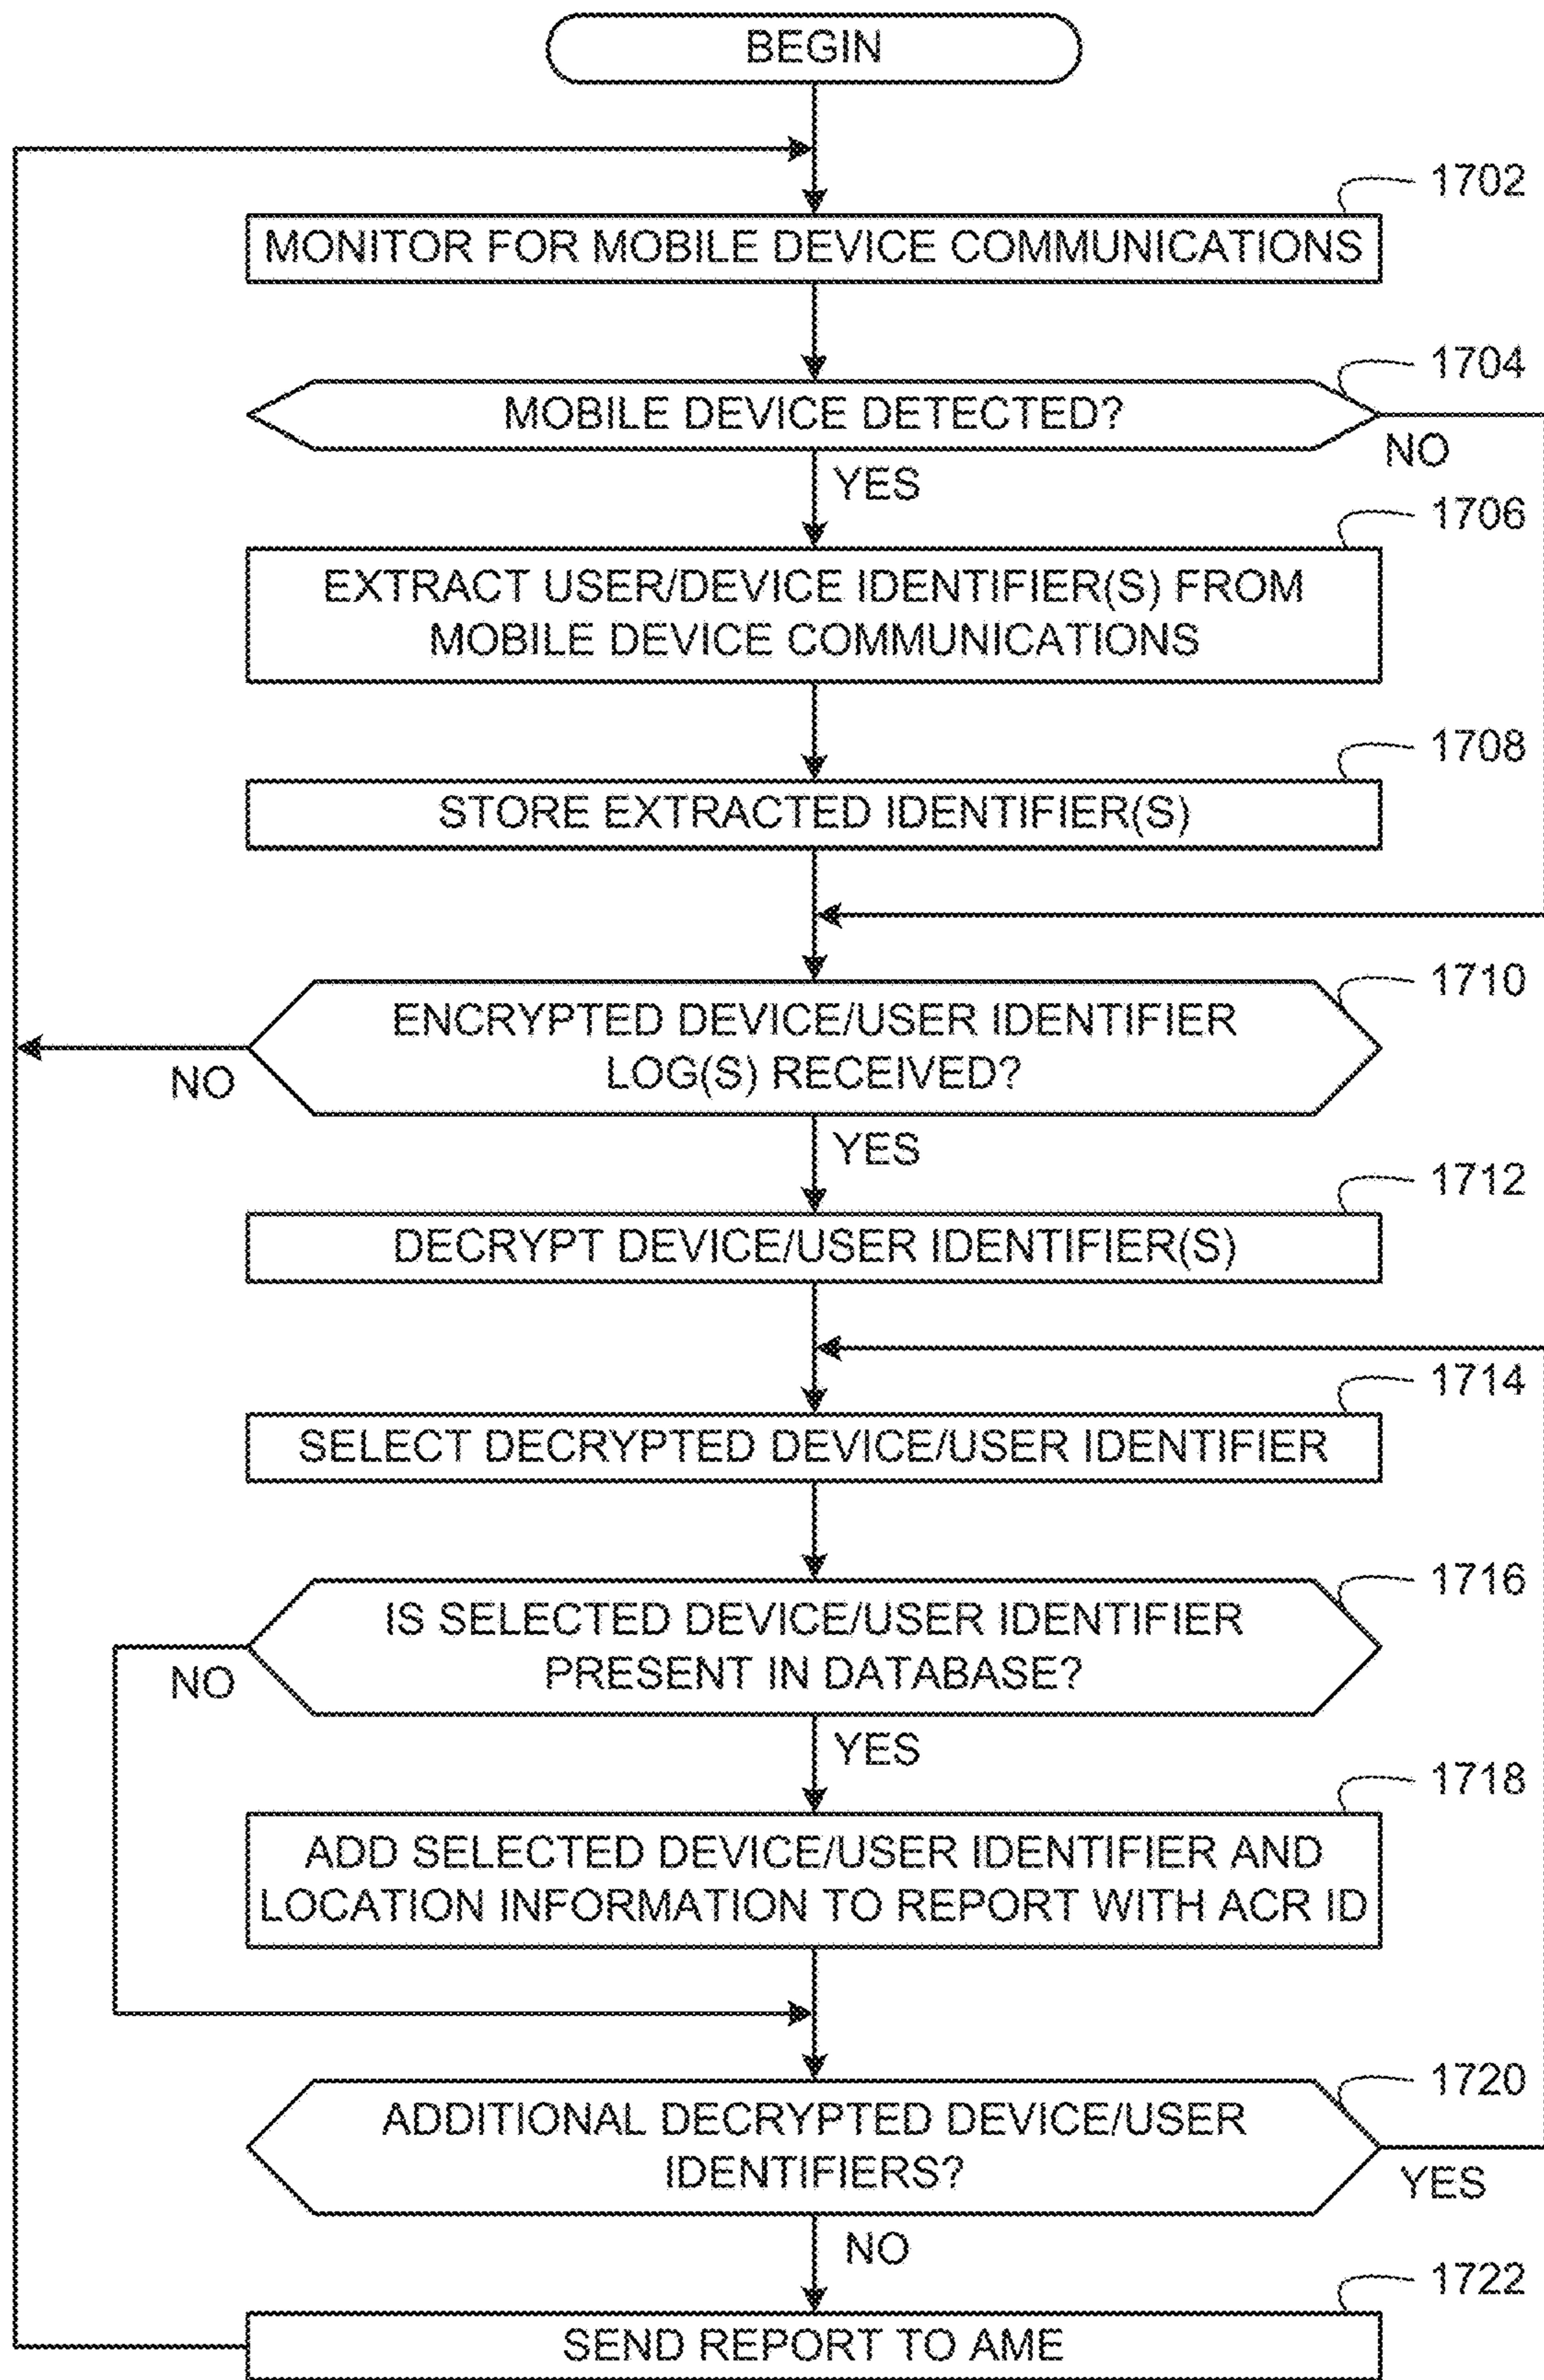 BEGIN
1702
MONITOR FOR MOBILE DEVICE COMMUNICATIONS
1704
MOBILE DEVICE DETECTED?
NO
YES
1706
EXTRACT USER/DEVICE IDENTIFIER(S) FROM
MOBILE DEVICE COMMUNICATIONS
1708
STORE EXTRACTED IDENTIFIER(S)
1710
ENCRYPTED DEVICE/USER IDENTIFIER
LOG(S) RECEIVED?
NO
YES
1712
DECRYPT DEVICE/USER IDENTIFIER(S)
1714
SELECT DECRYPTED DEVICE/USER IDENTIFIER
1716
IS SELECTED DEVICE/USER IDENTIFIER
PRESENT IN DATABASE?
NO
YES
1718
ADD SELECTED DEVICE/USER IDENTIFIER AND
LOCATION INFORMATION TO REPORT WITH ACR ID
1720
ADDITIONAL DECRYPTED DEVICE/USER
IDENTIFIERS?
YES
NO
1722
SEND REPORT TO AME